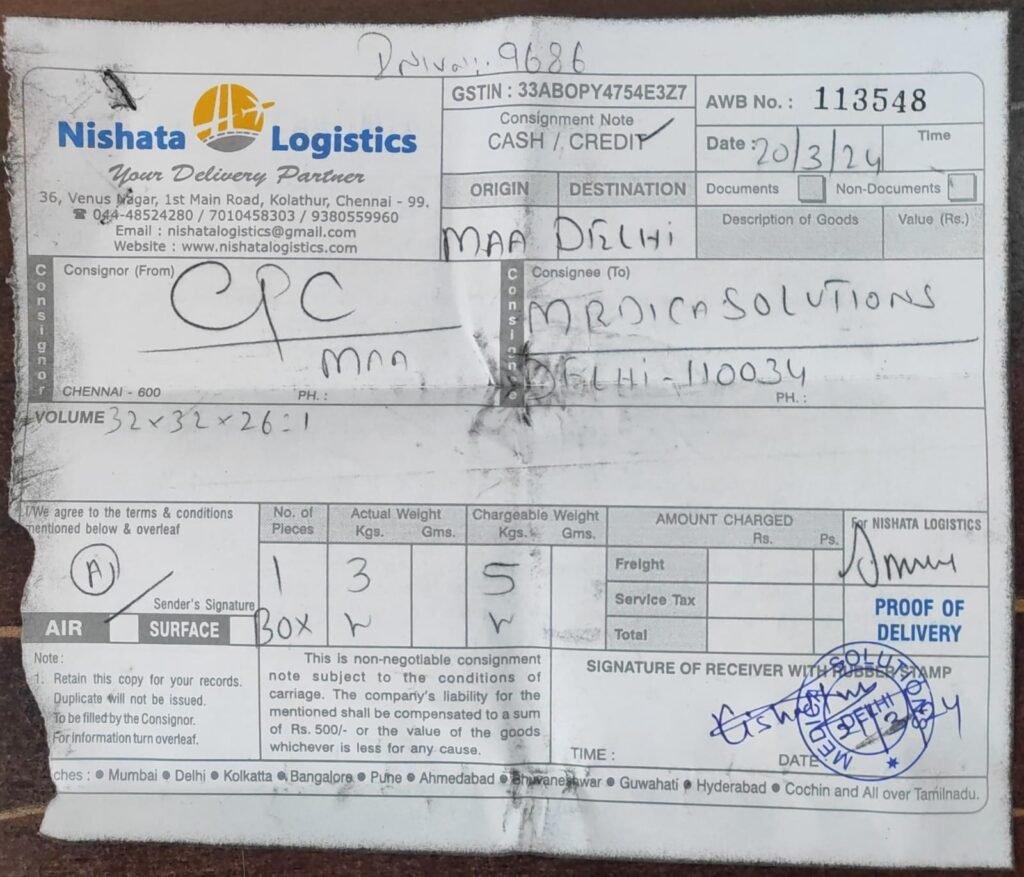 9686
Nishata Logistics
Your Delivery Partner
36, Venus Nagar, 1st Main Road, Kolathur, Chennai - 99.
☎ 044-48524280 / 7010458303 / 9380559960
Email : nishatalogistics@gmail.com
Website : www.nishatalogistics.com
GSTIN : 33ABOPY4754E3Z7
Consignment Note
CASH / CREDIT
AWB No. : 113548
Date : 20/3/24
Time
ORIGIN DESTINATION
MAA DELHI
Documents Non-Documents
Description of Goods Value (Rs.)
Consignor
Consignor (From)
CPC
MAA
CHENNAI - 600 PH. :
Consignee
Consignee (To)
MEDICA SOLUTIONS
DELHI-110034
PH. :
VOLUME 32 x 32 x 26 : 1
I/We agree to the terms & conditions
mentioned below & overleaf
A
Sender's Signature
AIR SURFACE
No. of Pieces
1
BOX
Actual Weight
Kgs. Gms.
3
Chargeable Weight
Kgs. Gms.
5
AMOUNT CHARGED
Rs. Ps.
Freight
Service Tax
Total
For NISHATA LOGISTICS
PROOF OF
DELIVERY
Note :
1. Retain this copy for your records.
Duplicate will not be issued.
To be filled by the Consignor.
For information turn overleaf.
This is non-negotiable consignment
note subject to the conditions of
carriage. The company's liability for the
mentioned shall be compensated to a sum
of Rs. 500/- or the value of the goods
whichever is less for any cause.
SIGNATURE OF RECEIVER WITH RUBBER STAMP
MEDICA SOLUTIONS
DELHI
TIME :
DATE
ches : ● Mumbai ● Delhi ● Kolkatta ● Bangalore ● Pune ● Ahmedabad ● Bhuvaneshwar ● Guwahati ● Hyderabad ● Cochin and All over Tamilnadu.